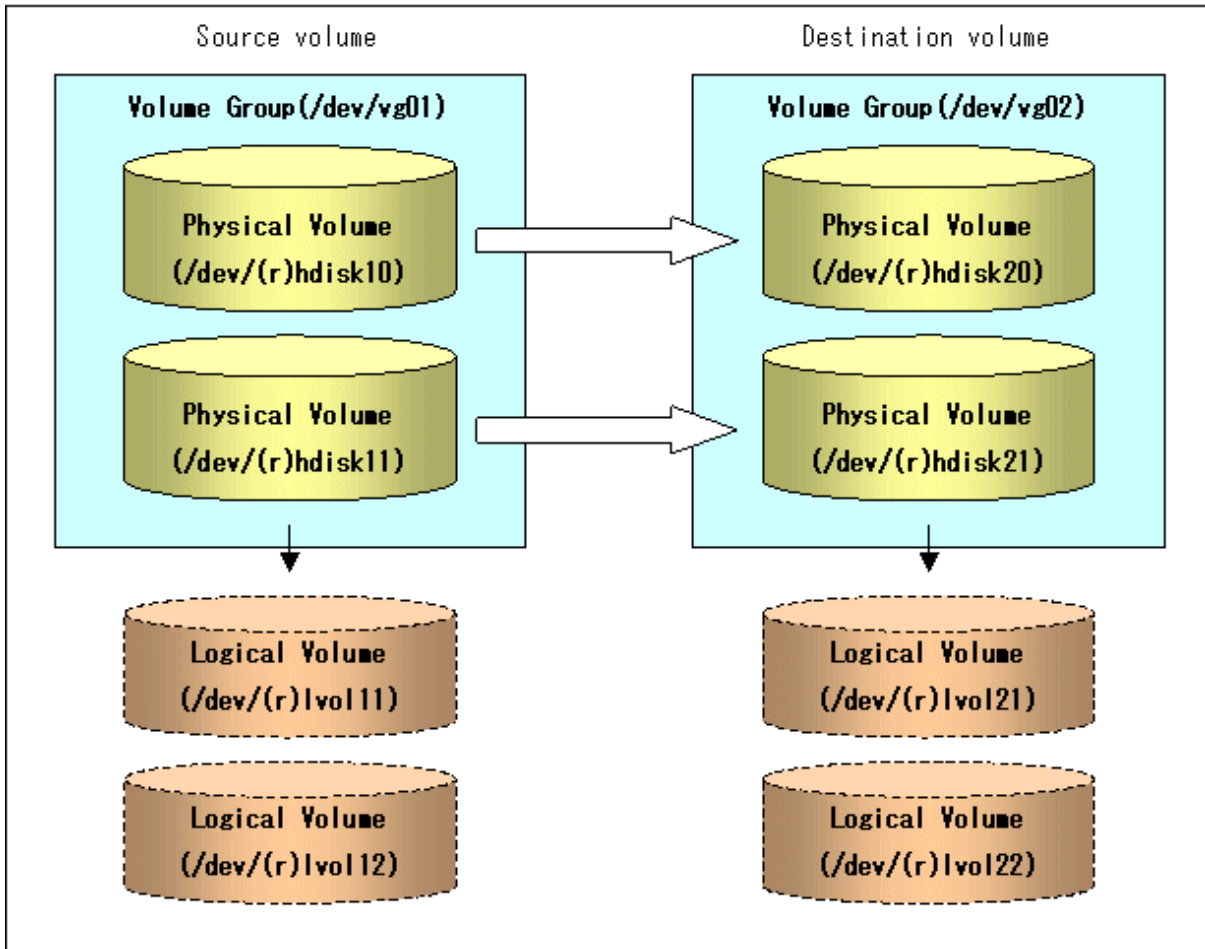 Source volume
Destination volume
Volume Group(/dev/vg01)
Physical Volume
(/dev/(r)hdisk10)
Physical Volume
(/dev/(r)hdisk11)
Volume Group(/dev/vg02)
Physical Volume
(/dev/(r)hdisk20)
Physical Volume
(/dev/(r)hdisk21)
Logical Volume
(/dev/(r)lvol11)
Logical Volume
(/dev/(r)lvol12)
Logical Volume
(/dev/(r)lvol21)
Logical Volume
(/dev/(r)lvol22)